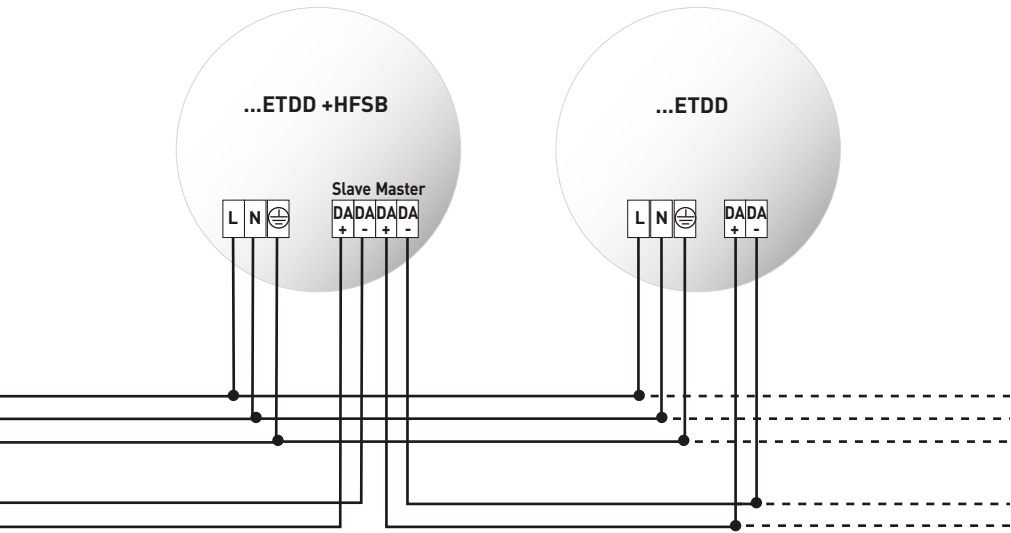 ...ETDD +HFSB
...ETDD
Slave Master
L N DA + DA - DA + DA -
L N DA + DA -